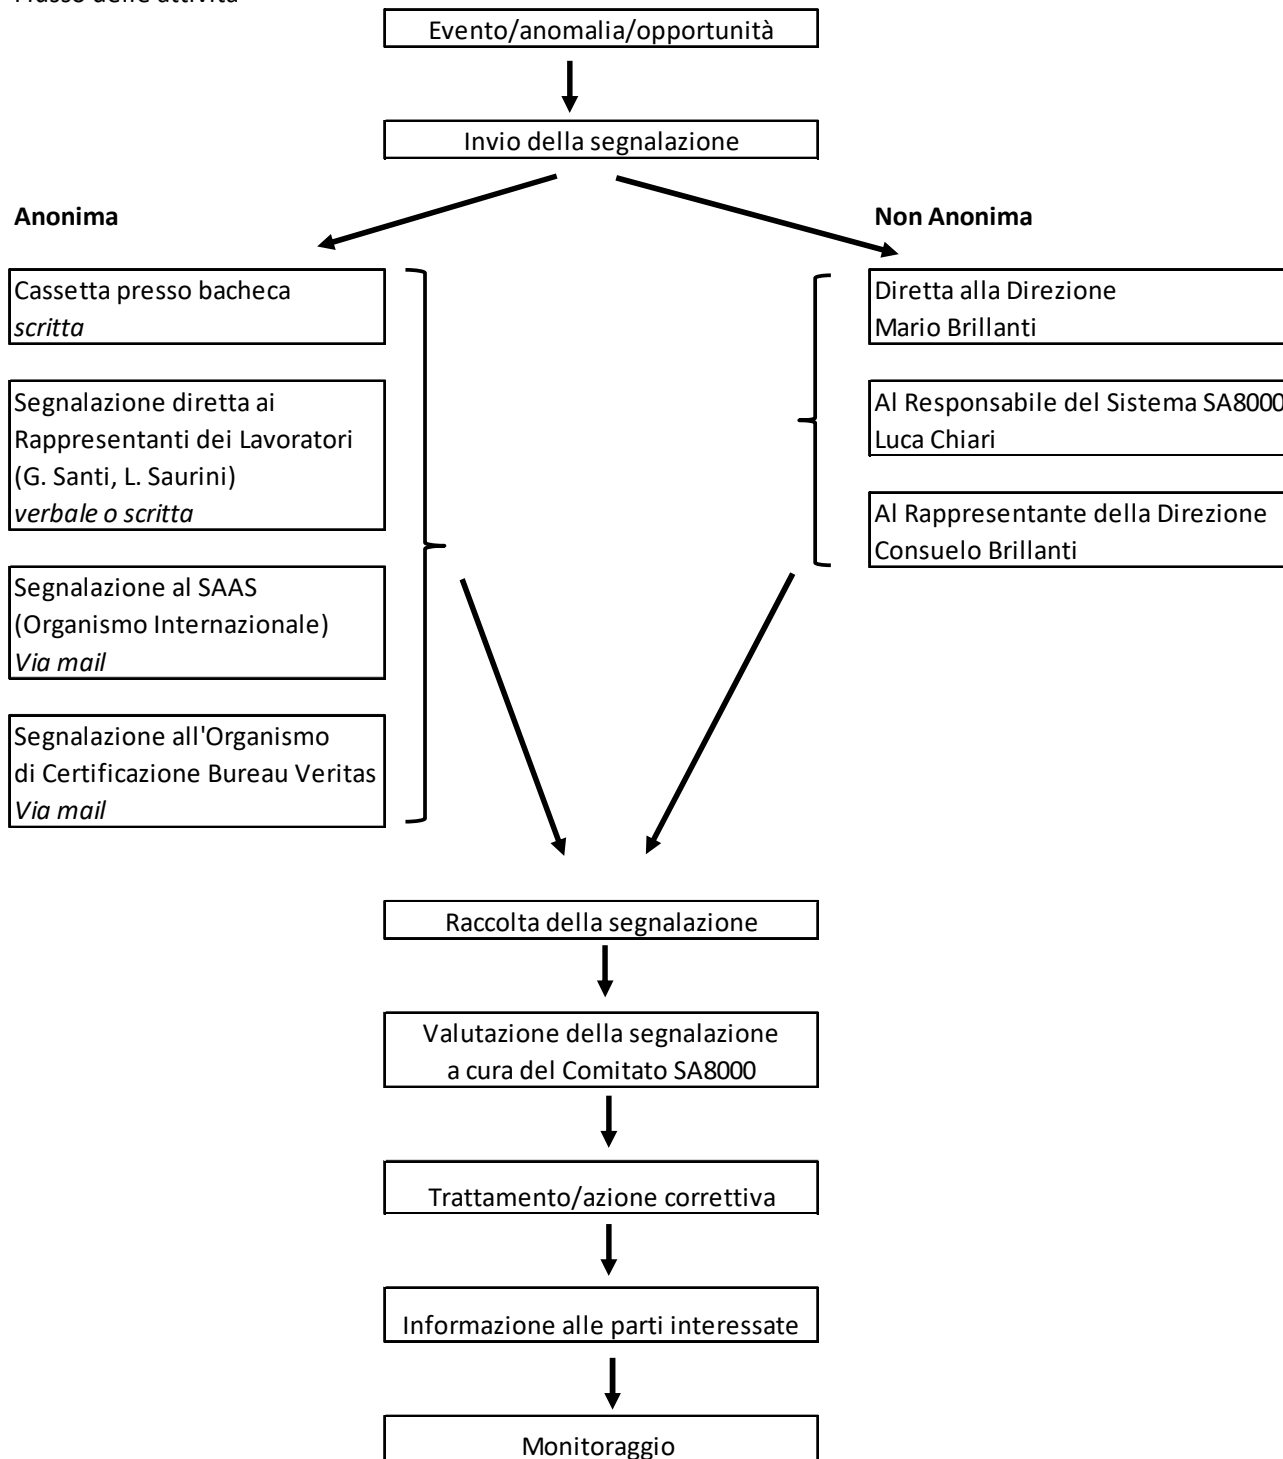 Flusso delle attività
Evento/anomalia/opportunità
Invio della segnalazione
Anonima
Non Anonima
Cassetta presso bacheca
scritta
Segnalazione diretta ai
Rappresentanti dei Lavoratori
(G. Santi, L. Saurini)
verbale o scritta
Segnalazione al SAAS
(Organismo Internazionale)
Via mail
Segnalazione all'Organismo
di Certificazione Bureau Veritas
Via mail
Diretta alla Direzione
Mario Brillanti
Al Responsabile del Sistema SA8000
Luca Chiari
Al Rappresentante della Direzione
Consuelo Brillanti
Raccolta della segnalazione
Valutazione della segnalazione
a cura del Comitato SA8000
Trattamento/azione correttiva
Informazione alle parti interessate
Monitoraggio